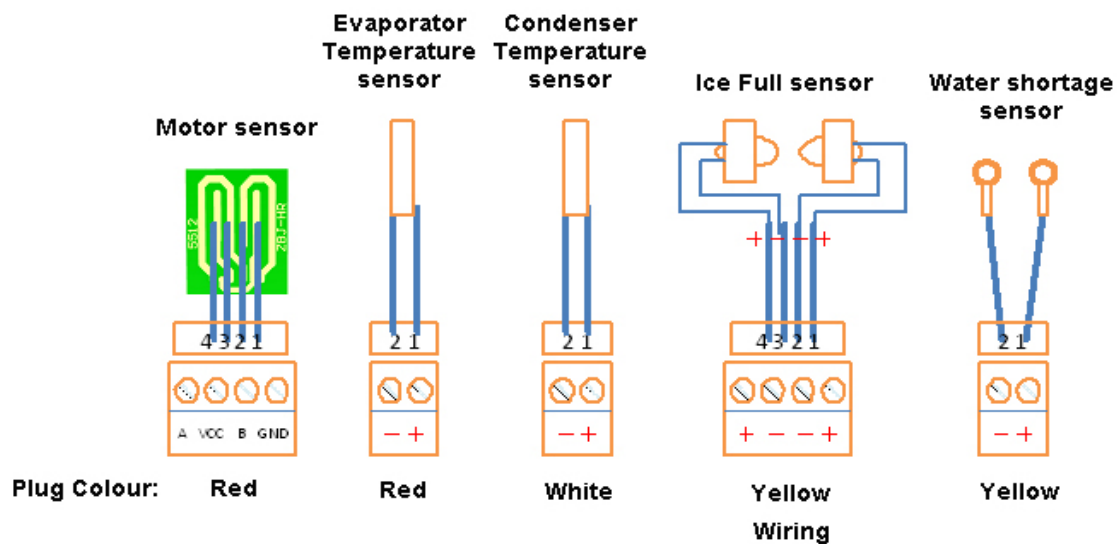 Motor sensor
Evaporator
Temperature
sensor
Condenser
Temperature
sensor
Ice Full sensor
Water shortage
sensor
5512
ZBJ-HR
+ - - +
4 3 2 1
2 1
2 1
4 3 2 1
2 1
A VCC B GND
- +
- +
+ - - +
- +
Plug Colour: Red Red White Yellow Yellow
Wiring